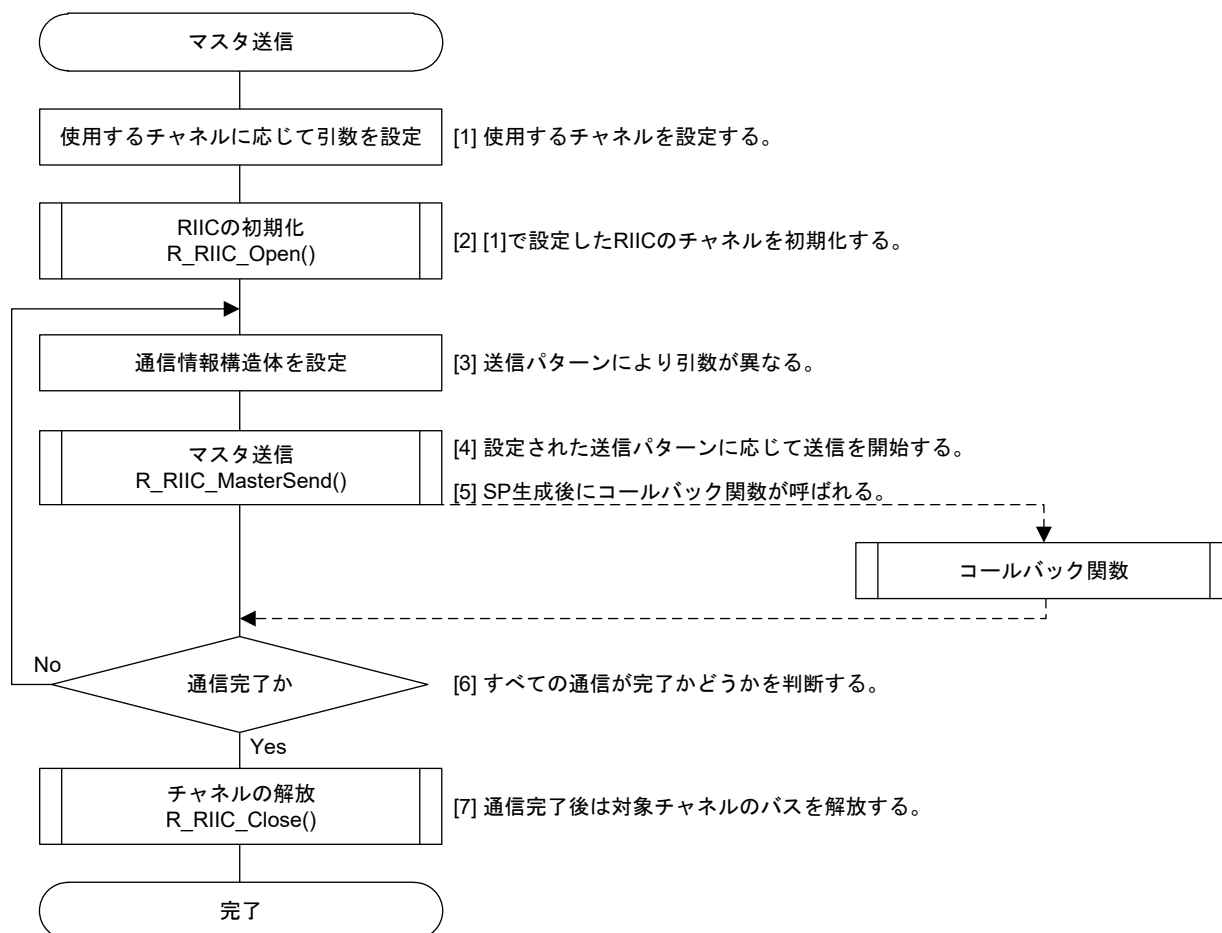 マスタ送信
使用するチャネルに応じて引数を設定
[1] 使用するチャネルを設定する。
RIICの初期化
R_RIIC_Open()
[2] [1]で設定したRIICのチャネルを初期化する。
通信情報構造体を設定
[3] 送信パターンにより引数が異なる。
マスタ送信
R_RIIC_MasterSend()
[4] 設定された送信パターンに応じて送信を開始する。
[5] SP生成後にコールバック関数が呼ばれる。
コールバック関数
No
通信完了か
[6] すべての通信が完了かどうかを判断する。
Yes
チャネルの解放
R_RIIC_Close()
[7] 通信完了後は対象チャネルのバスを解放する。
完了